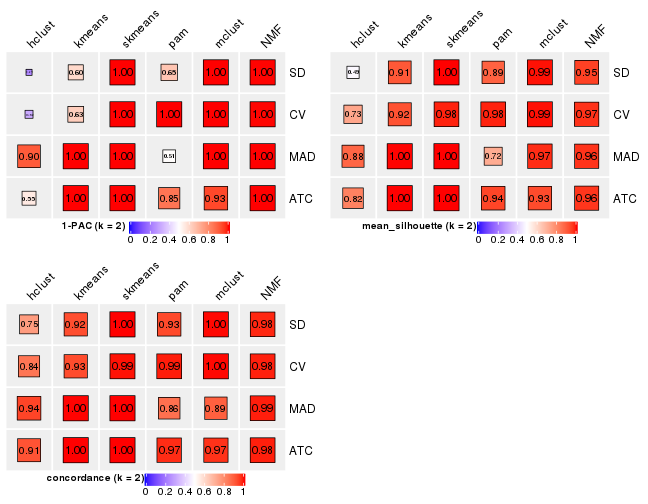 hclust kmeans skmeans pam mclust NMF
0.60 1.00 0.65 1.00 1.00 SD
0.63 1.00 1.00 1.00 1.00 CV
0.90 1.00 1.00 0.51 1.00 1.00 MAD
0.55 1.00 1.00 0.85 0.93 1.00 ATC
1-PAC (k = 2)
0 0.2 0.4 0.6 0.8 1
hclust kmeans skmeans pam mclust NMF
0.49 0.91 1.00 0.89 0.99 0.95 SD
0.73 0.92 0.98 0.98 0.99 0.97 CV
0.88 1.00 1.00 0.72 0.97 0.96 MAD
0.82 1.00 1.00 0.94 0.93 0.96 ATC
mean_silhouette (k = 2)
0 0.2 0.4 0.6 0.8 1
hclust kmeans skmeans pam mclust NMF
0.75 0.92 1.00 0.93 1.00 0.98 SD
0.84 0.93 0.99 0.99 1.00 0.98 CV
0.94 1.00 1.00 0.86 0.89 0.99 MAD
0.91 1.00 1.00 0.97 0.97 0.98 ATC
concordance (k = 2)
0 0.2 0.4 0.6 0.8 1